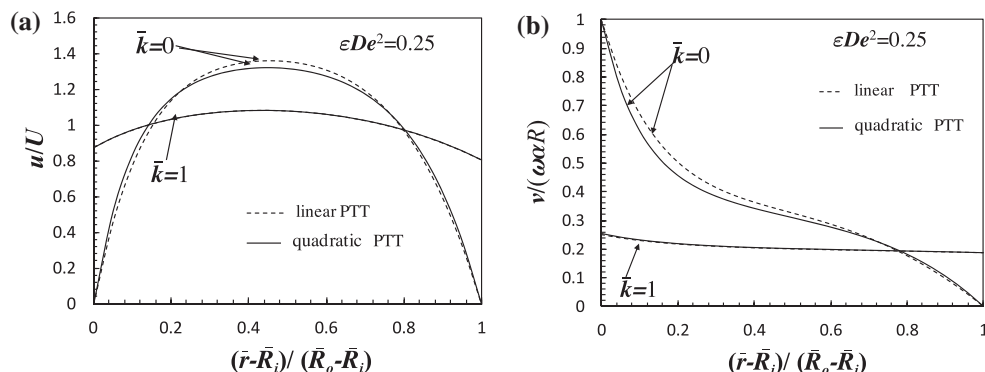 (a)
1.6
1.4
1.2
1
0.8
0.6
0.4
0.2
0
u/U
k̄=0
εDe²=0.25
k̄=1
linear PTT
quadratic PTT
0 0.2 0.4 0.6 0.8 1
(r̄-R̄ᵢ)/ (R̄ₒ-R̄ᵢ)
(b)
1
0.9
0.8
0.7
0.6
0.5
0.4
0.3
0.2
0.1
0
v/(ωαR)
εDe²=0.25
k̄=0
linear PTT
quadratic PTT
k̄=1
0 0.2 0.4 0.6 0.8 1
(r̄-R̄ᵢ)/ (R̄ₒ-R̄ᵢ)